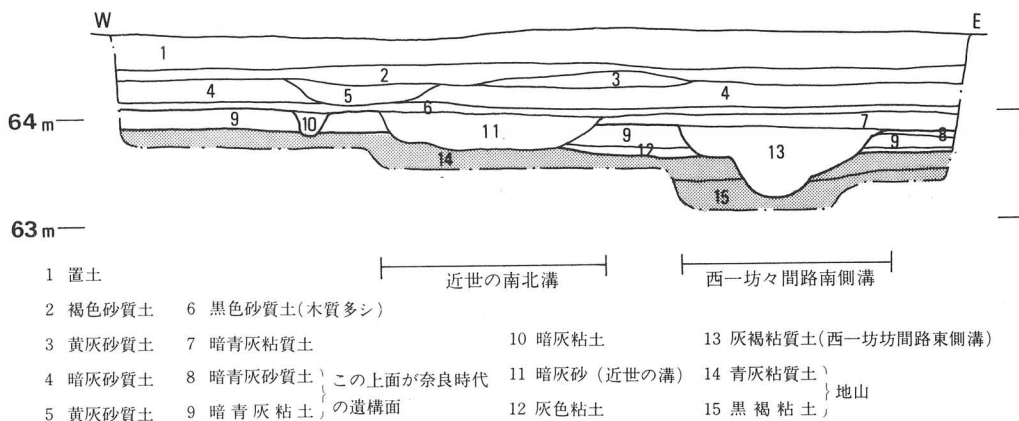 W E
1
2
3
4
5
4
6
64m
9
10
7
11
9
8
12
13
9
14
15
63m
近世の南北溝
西一坊々間路南側溝
1 置土
2 褐色砂質土 6 黒色砂質土(木質多シ)
3 黄灰砂質土 7 暗青灰粘質土 10 暗灰粘土 13 灰褐粘質土(西一坊坊間路東側溝)
4 暗灰砂質土 8 暗青灰砂質土 この上面が奈良時代 11 暗灰砂(近世の溝) 14 青灰粘質土
5 黄灰砂質土 9 暗青灰粘土 の遺構面 12 灰色粘土 15 黒褐粘土 地山